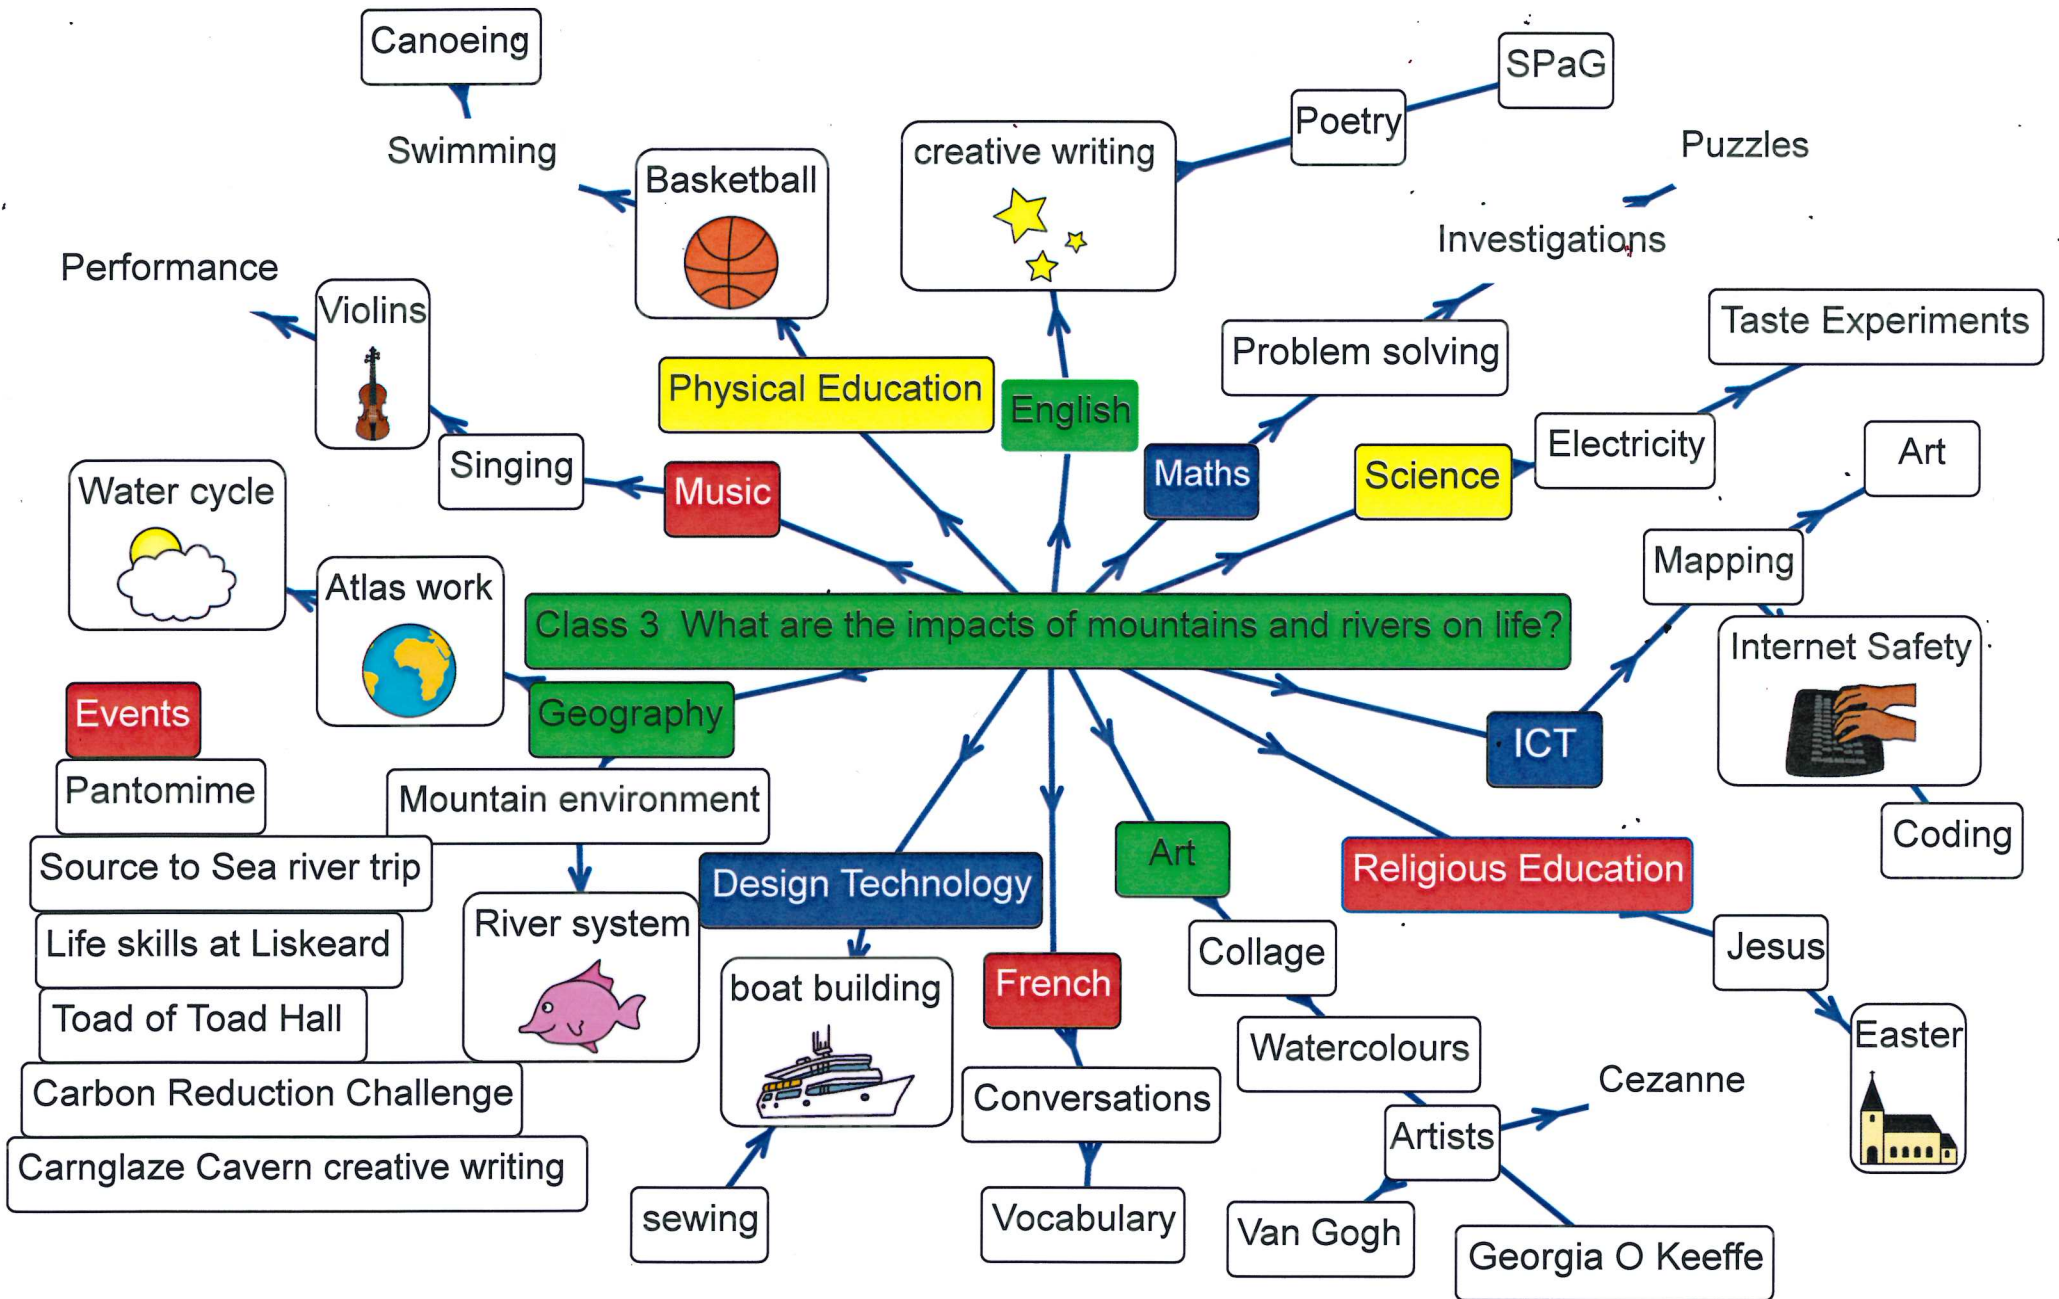 Canoeing
SPaG
Poetry
Swimming
creative writing
Puzzles
Basketball
Investigations
Performance
Violins
Taste Experiments
Problem solving
Physical Education
English
Electricity
Art
Singing
Maths
Science
Music
Water cycle
Mapping
Atlas work
Class 3 What are the impacts of mountains and rivers on life?
Internet Safety
Events
Geography
ICT
Pantomime
Mountain environment
Coding
Source to Sea river trip
Art
Religious Education
Design Technology
River system
Life skills at Liskeard
Collage
Jesus
boat building
French
Toad of Toad Hall
Easter
Watercolours
Cezanne
Carbon Reduction Challenge
Conversations
Artists
Carnglaze Cavern creative writing
sewing
Vocabulary
Van Gogh
Georgia O Keeffe